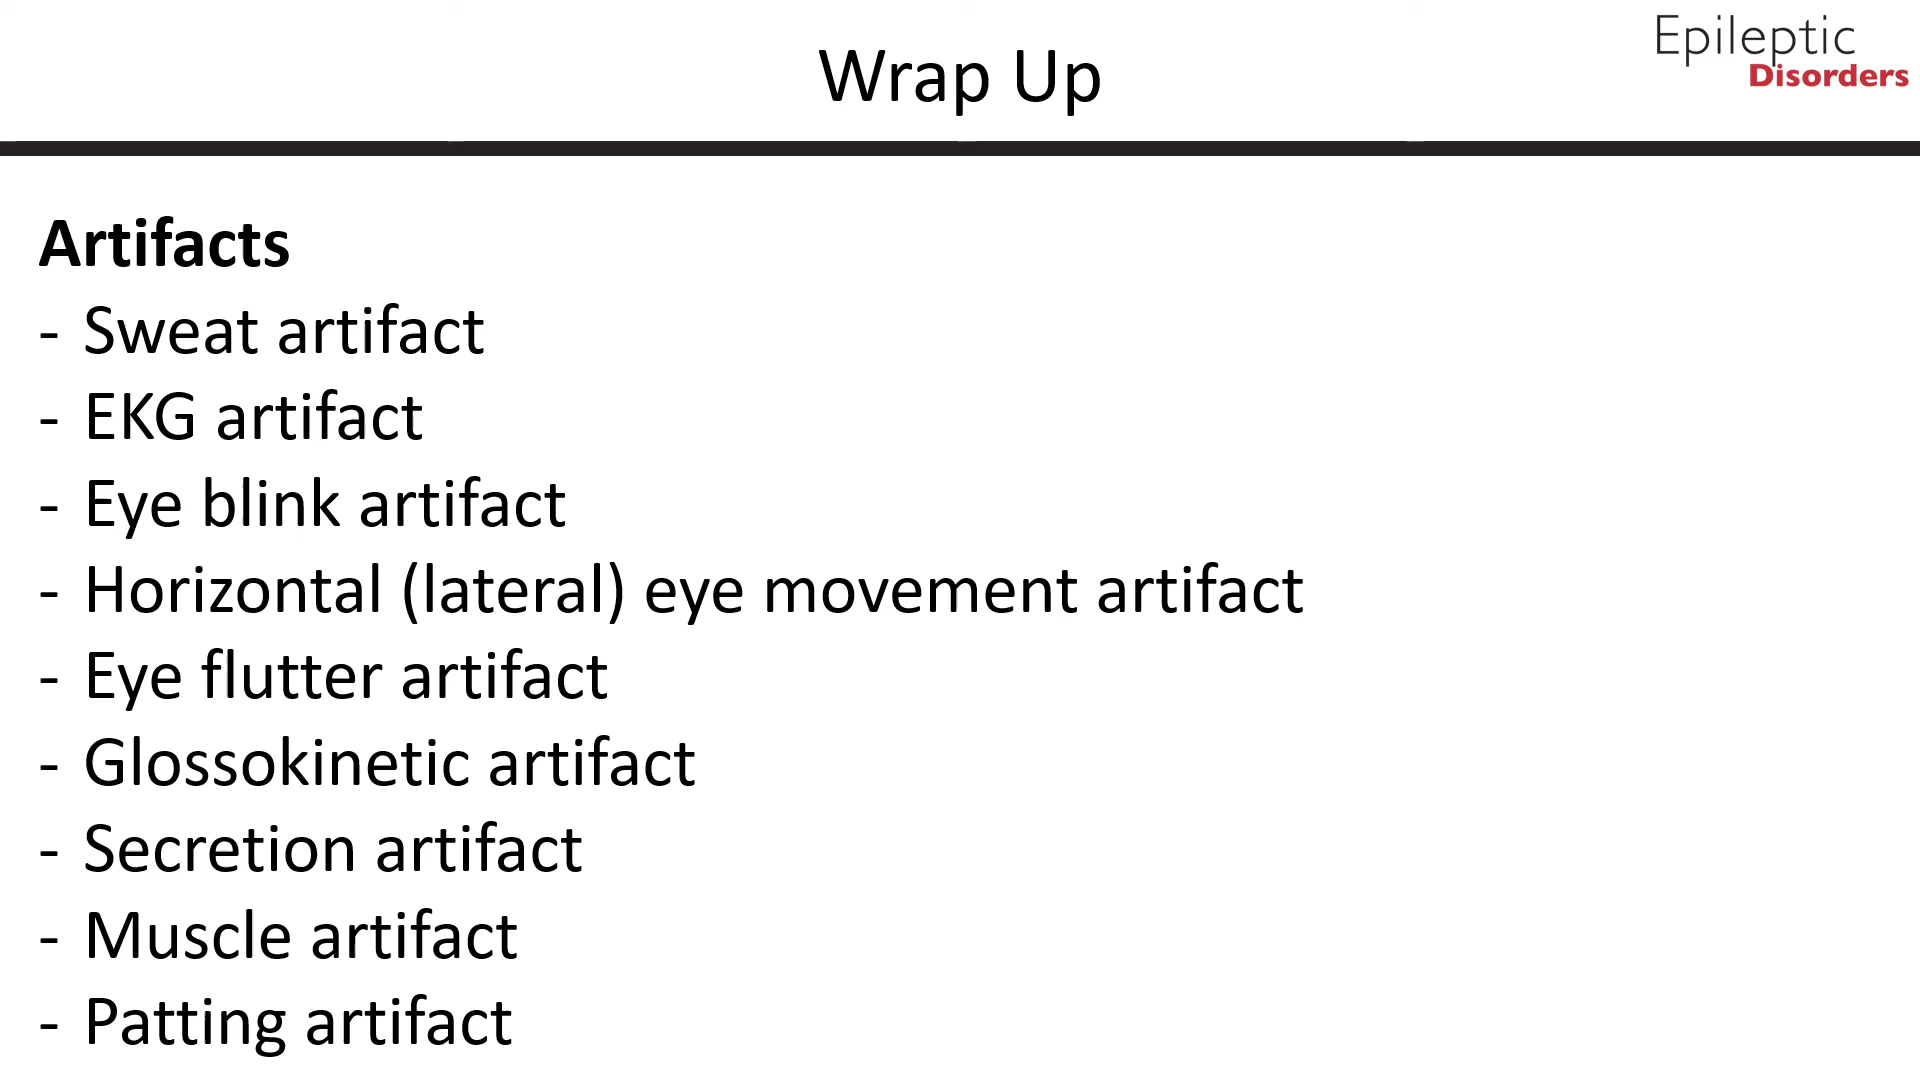 Wrap Up
Epileptic
Disorders
Artifacts
- Sweat artifact
- EKG artifact
- Eye blink artifact
- Horizontal (lateral) eye movement artifact
- Eye flutter artifact
- Glossokinetic artifact
- Secretion artifact
- Muscle artifact
- Patting artifact